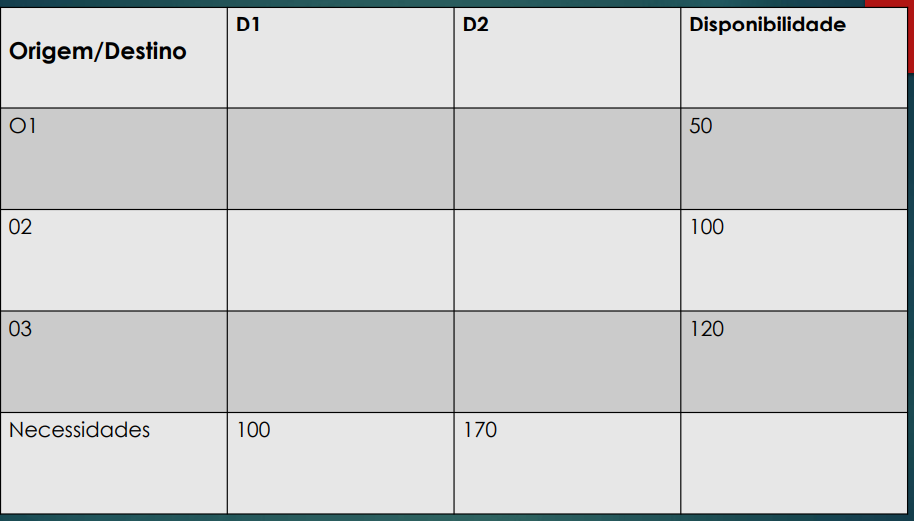 Origem/Destino D1 D2 Disponibilidade
O1 50
02 100
03 120
Necessidades 100 170